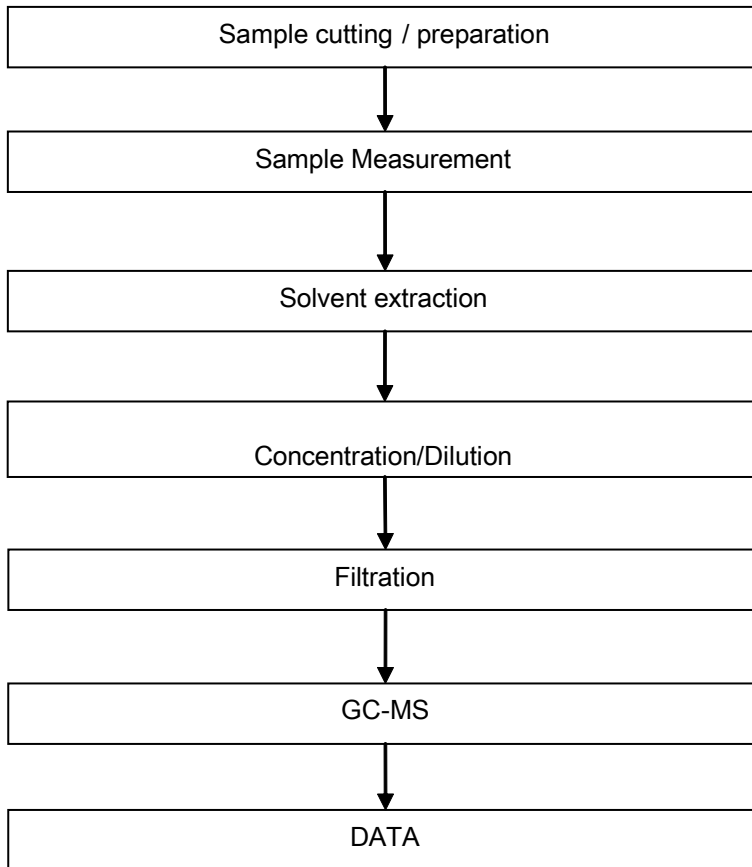 Sample cutting / preparation
Sample Measurement
Solvent extraction
Concentration/Dilution
Filtration
GC-MS
DATA